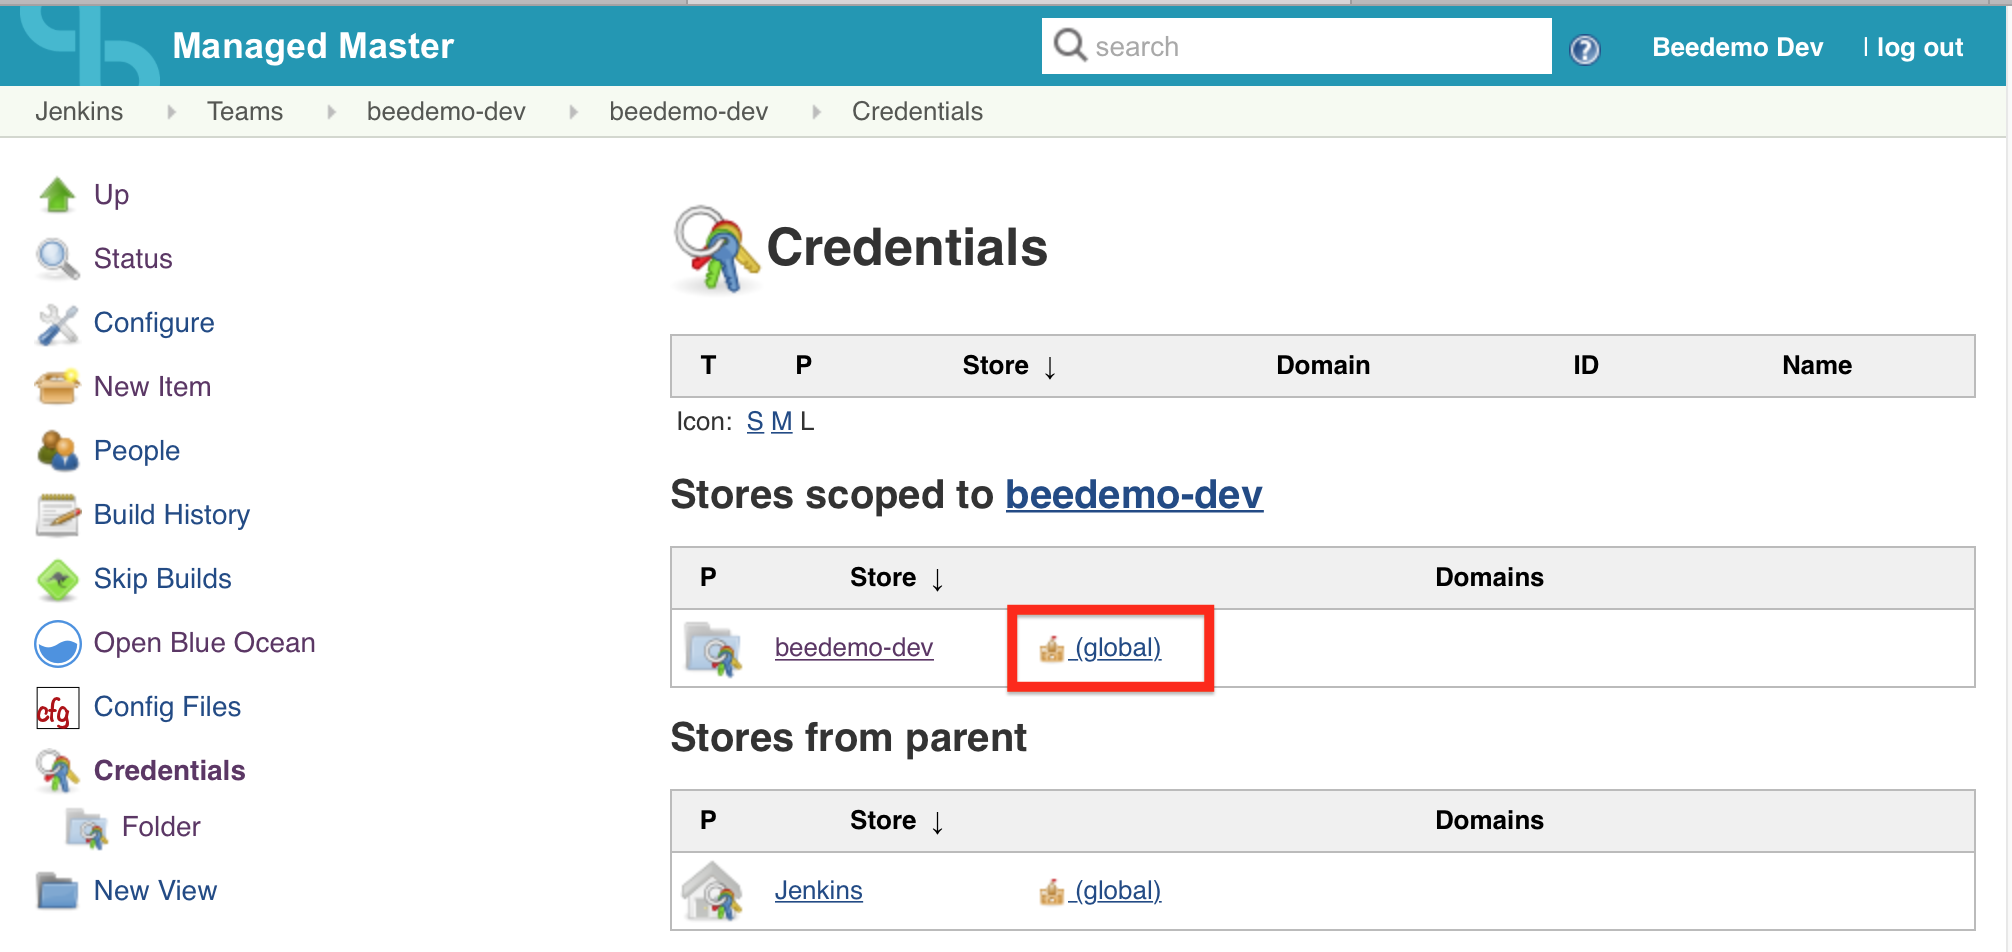 Managed Master
search
Beedemo Dev
| log out
Jenkins
Teams
beedemo-dev
beedemo-dev
Credentials
Up
Status
Configure
New Item
People
Build History
Skip Builds
Open Blue Ocean
cfg Config Files
Credentials
Folder
New View
Credentials
T P Store ↓ Domain ID Name
Icon: S M L
Stores scoped to beedemo-dev
P Store ↓ Domains
beedemo-dev (global)
Stores from parent
P Store ↓ Domains
Jenkins (global)